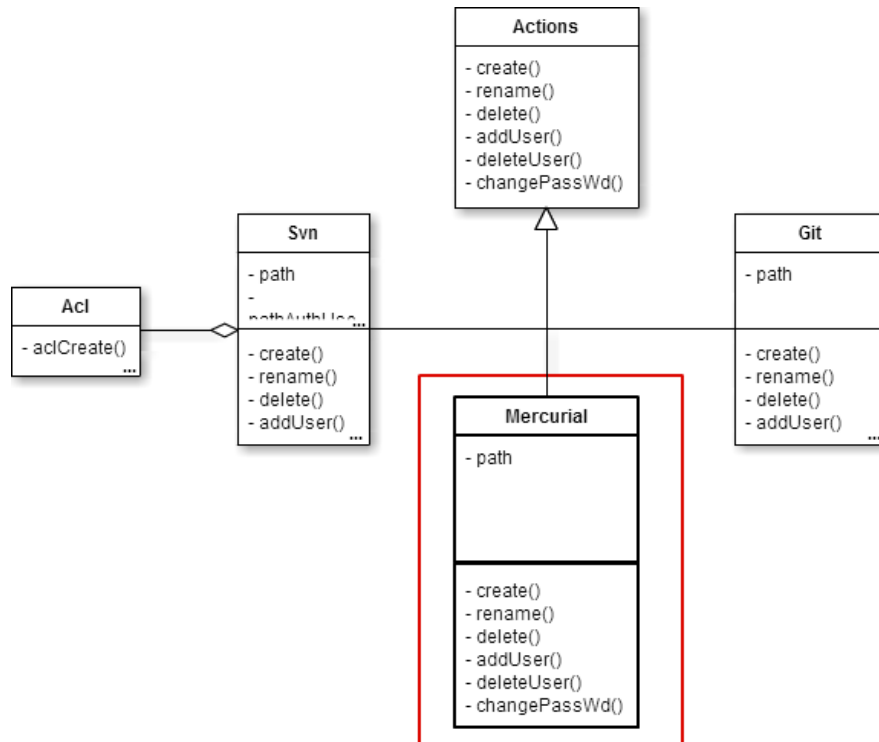 Actions
- create()
- rename()
- delete()
- addUser()
- deleteUser()
- changePassWd()
Svn
- path
-
...
- create()
- rename()
- delete()
- addUser()
...
Git
- path
- create()
- rename()
- delete()
- addUser()
...
Acl
- aclCreate()
...
Mercurial
- path
- create()
- rename()
- delete()
- addUser()
- deleteUser()
- changePassWd()